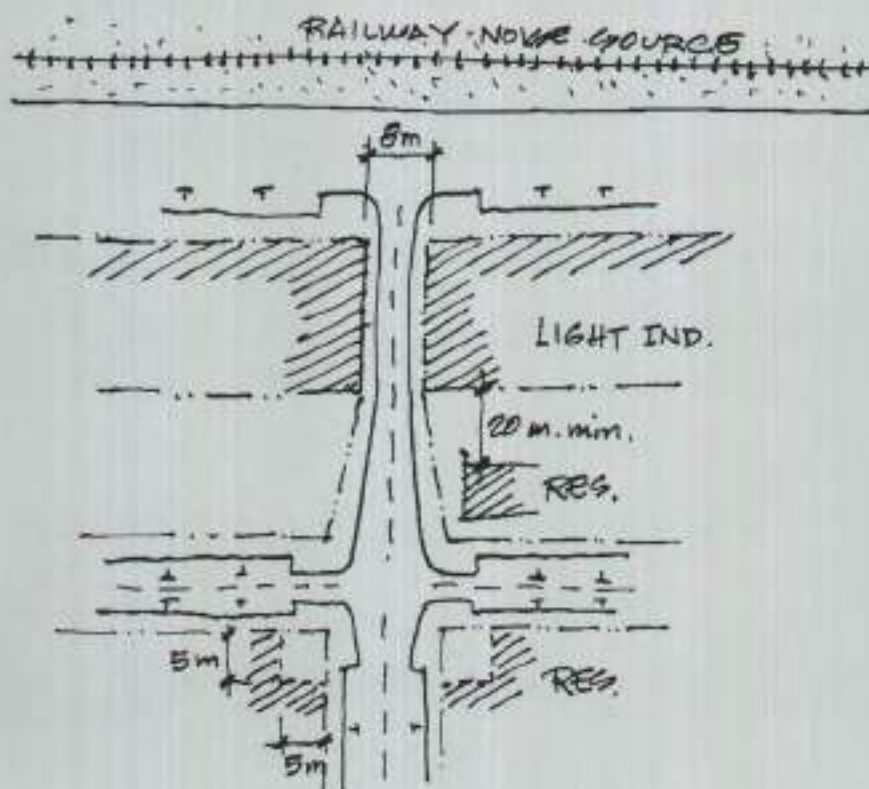 RAILWAY NOISE SOURCE
8m
LIGHT IND.
20 m. min.
RES.
5m
RES.
5m